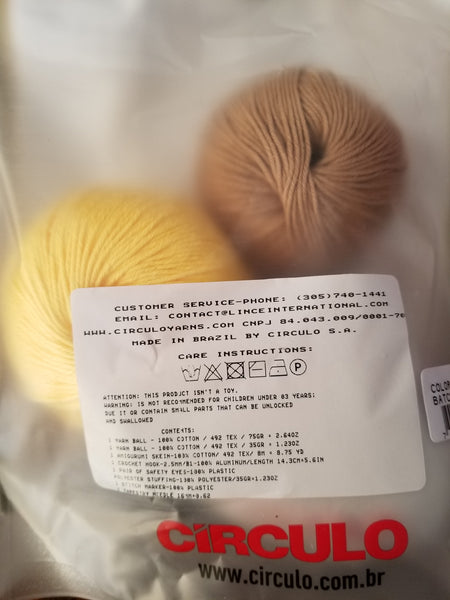 CUSTOMER SERVICE-PHONE: (305)740-1441
EMAIL: CONTACT@LINCEINTERNATIONAL.COM
WWW.CIRCULOYARNS.COM CNPJ 84.043.009/0001-70
MADE IN BRAZIL BY CIRCULO S.A.
CARE INSTRUCTIONS:
P
ATTENTION: THIS PRODUCT ISN'T A TOY.
WARNING: IS NOT RECOMENDED FOR CHILDREN UNDER 03 YEARS:
DUE IT OR CONTAIN SMALL PARTS THAT CAN BE UNLOCKED
AND SWALLOWED
CONTENTS:
1 YARN BALL - 100% COTTON / 492 TEX / 75GR = 2.64OZ
1 YARN BALL - 100% COTTON / 492 TEX / 35GR = 1.23OZ
1 AMIGURUMI SKEIN-100% COTTON/ 492 TEX/ 8M = 8.75 YD
1 CROCHET HOOK-2.5MM/B1-100% ALUMINUM/LENGTH 14.3CM=5.6IN
1 PAIR OF SAFETY EYES-100% PLASTIC
POLYESTER STUFFING-100% POLYESTER/35GR=1.23OZ
1 STITCH MARKER-100% PLASTIC
NEEDLE
COLOR
BATC
CÍRCULO
www.circulo.com.br